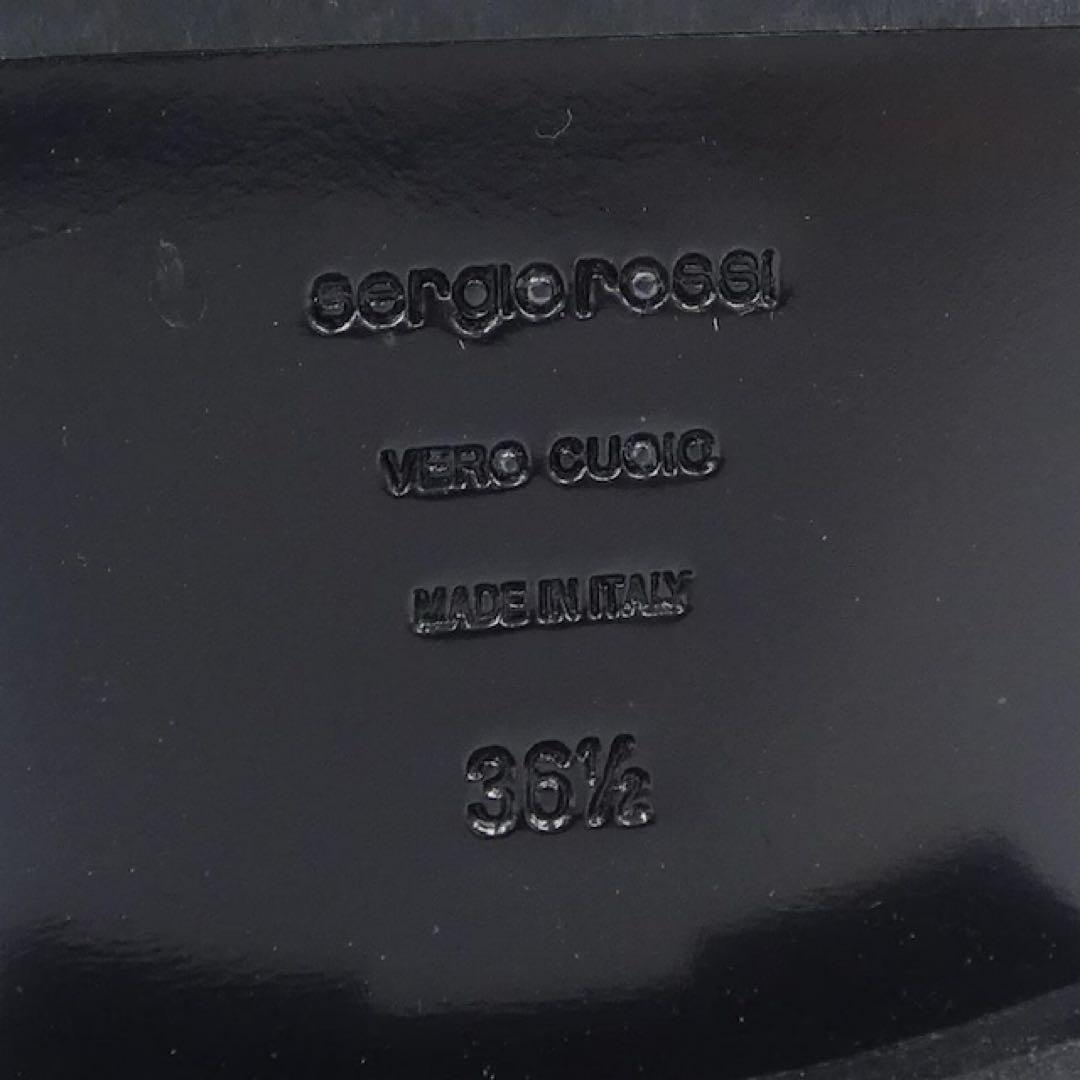 sergio rossi
VERO CUOIO
MADE IN ITALY
36½